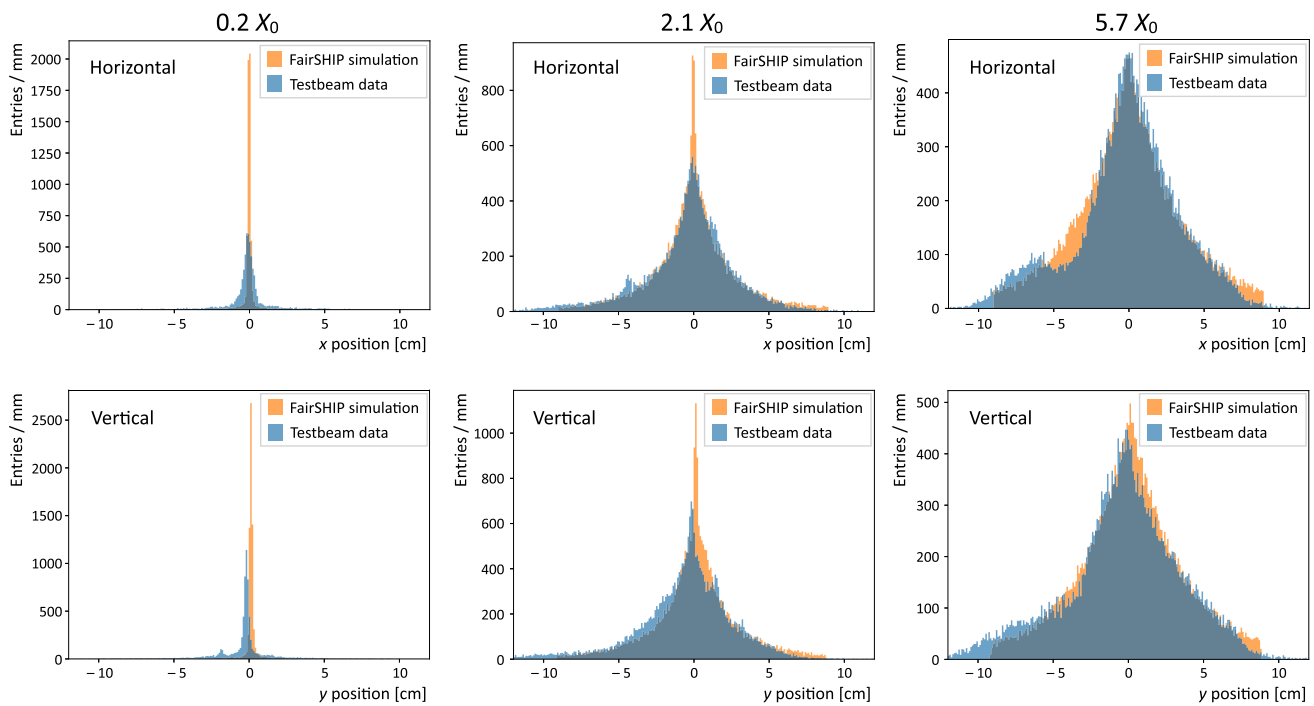 0.2 X₀
2.1 X₀
5.7 X₀
Horizontal
FairSHIP simulation
Testbeam data
Entries / mm
2000
1750
1500
1250
1000
750
500
250
0
−10 −5 0 5 10
x position [cm]
Horizontal
FairSHIP simulation
Testbeam data
Entries / mm
800
600
400
200
0
−10 −5 0 5 10
x position [cm]
Horizontal
FairSHIP simulation
Testbeam data
Entries / mm
400
300
200
100
0
−10 −5 0 5 10
x position [cm]
Vertical
FairSHIP simulation
Testbeam data
Entries / mm
2500
2000
1500
1000
500
0
−10 −5 0 5 10
y position [cm]
Vertical
FairSHIP simulation
Testbeam data
Entries / mm
1000
800
600
400
200
0
−10 −5 0 5 10
y position [cm]
Vertical
FairSHIP simulation
Testbeam data
Entries / mm
500
400
300
200
100
0
−10 −5 0 5 10
y position [cm]